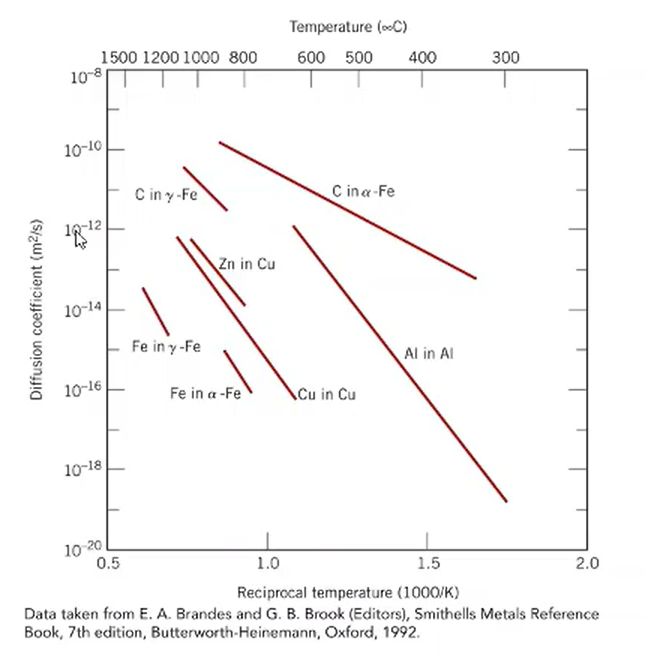 Temperature (∞C)
1500 1200 1000 800 600 500 400 300
10⁻⁸
10⁻¹⁰
C in α-Fe
C in γ-Fe
10⁻¹²
Zn in Cu
Diffusion coefficient (m²/s)
10⁻¹⁴
Fe in γ-Fe
Al in Al
10⁻¹⁶
Fe in α-Fe
Cu in Cu
10⁻¹⁸
10⁻²⁰
0.5 1.0 1.5 2.0
Reciprocal temperature (1000/K)
Data taken from E. A. Brandes and G. B. Brook (Editors), Smithells Metals Reference
Book, 7th edition, Butterworth-Heinemann, Oxford, 1992.